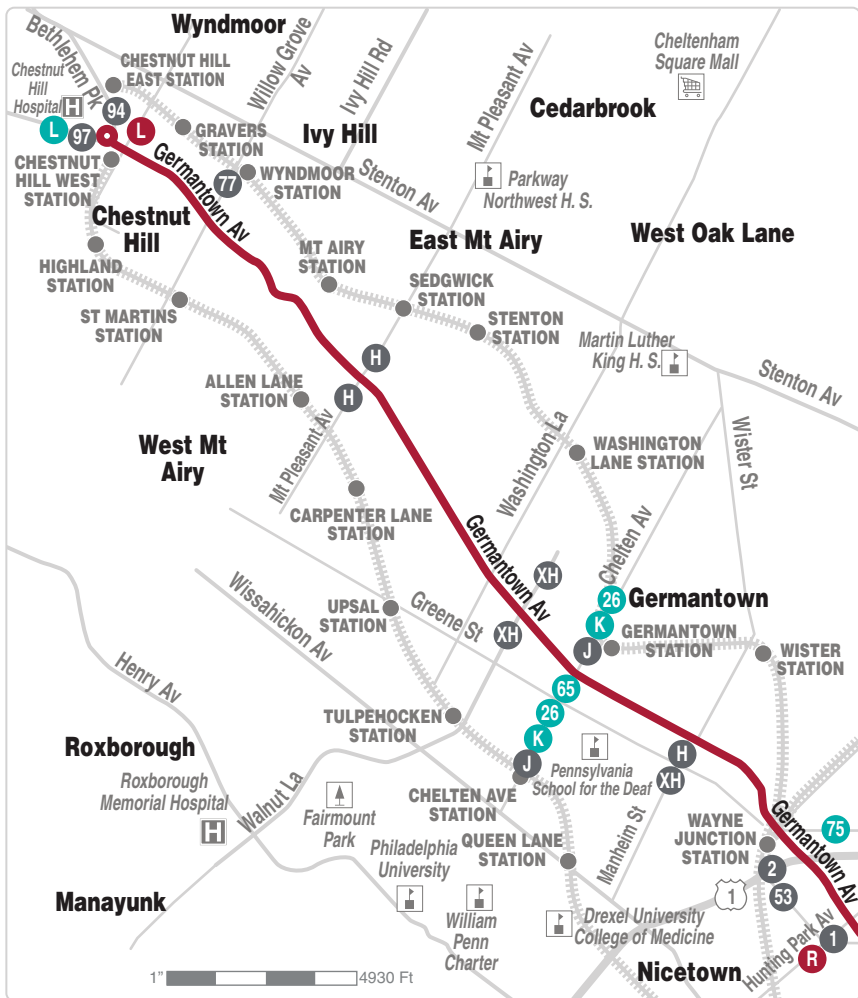 Wyndmoor
Bethlehem Pk
CHESTNUT HILL
EAST STATION
Willow Grove
Av
Ivy Hill Rd
Mt Pleasant Av
Cheltenham
Square Mall
Chestnut
Hill
Hospital
H
94
L
97
L
GRAVERS
STATION
Ivy Hill
Cedarbrook
CHESTNUT
HILL WEST
STATION
Germantown Av
77
WYNDMOOR
STATION
Stenton Av
Parkway
Northwest H. S.
Chestnut
Hill
MT AIRY
STATION
East Mt Airy
West Oak Lane
HIGHLAND
STATION
SEDGWICK
STATION
ST MARTINS
STATION
STENTON
STATION
Martin Luther
King H. S.
Stenton Av
H
H
ALLEN LANE
STATION
West Mt
Airy
Mt Pleasant Av
Washington La
WASHINGTON
LANE STATION
Wister St
CARPENTER LANE
STATION
Germantown Av
Chelten Av
XH
Wissahickon Av
UPSAL
STATION
Greene St
XH
26
Germantown
K
J
GERMANTOWN
STATION
WISTER
STATION
Henry Av
65
26
K
J
TULPEHOCKEN
STATION
Roxborough
Roxborough
Memorial Hospital
H
Walnut La
Fairmount
Park
CHELTEN AVE
STATION
Pennsylvania
School for the Deaf
H
XH
Manheim St
Germantown Av
75
WAYNE
JUNCTION
STATION
Philadelphia
University
QUEEN LANE
STATION
2
53
1
Manayunk
William
Penn
Charter
Drexel University
College of Medicine
Hunting Park Av
1
R
Nicetown
1"
4930 Ft